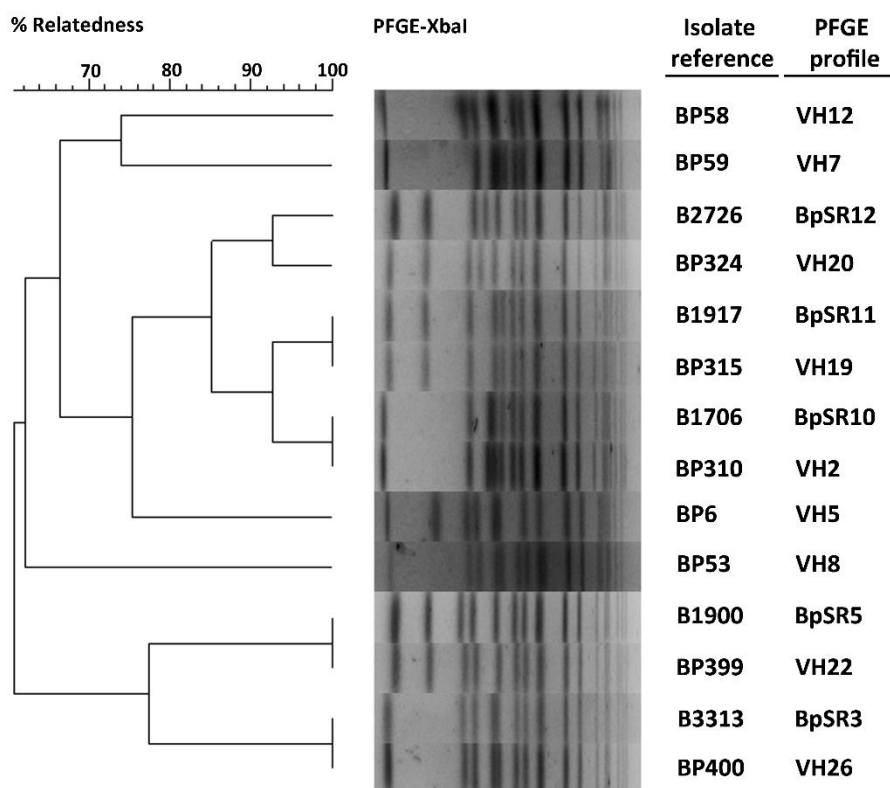 % Relatedness PFGE-XbaI Isolate reference PFGE profile
70 80 90 100
BP58 VH12
BP59 VH7
B2726 BpSR12
BP324 VH20
B1917 BpSR11
BP315 VH19
B1706 BpSR10
BP310 VH2
BP6 VH5
BP53 VH8
B1900 BpSR5
BP399 VH22
B3313 BpSR3
BP400 VH26